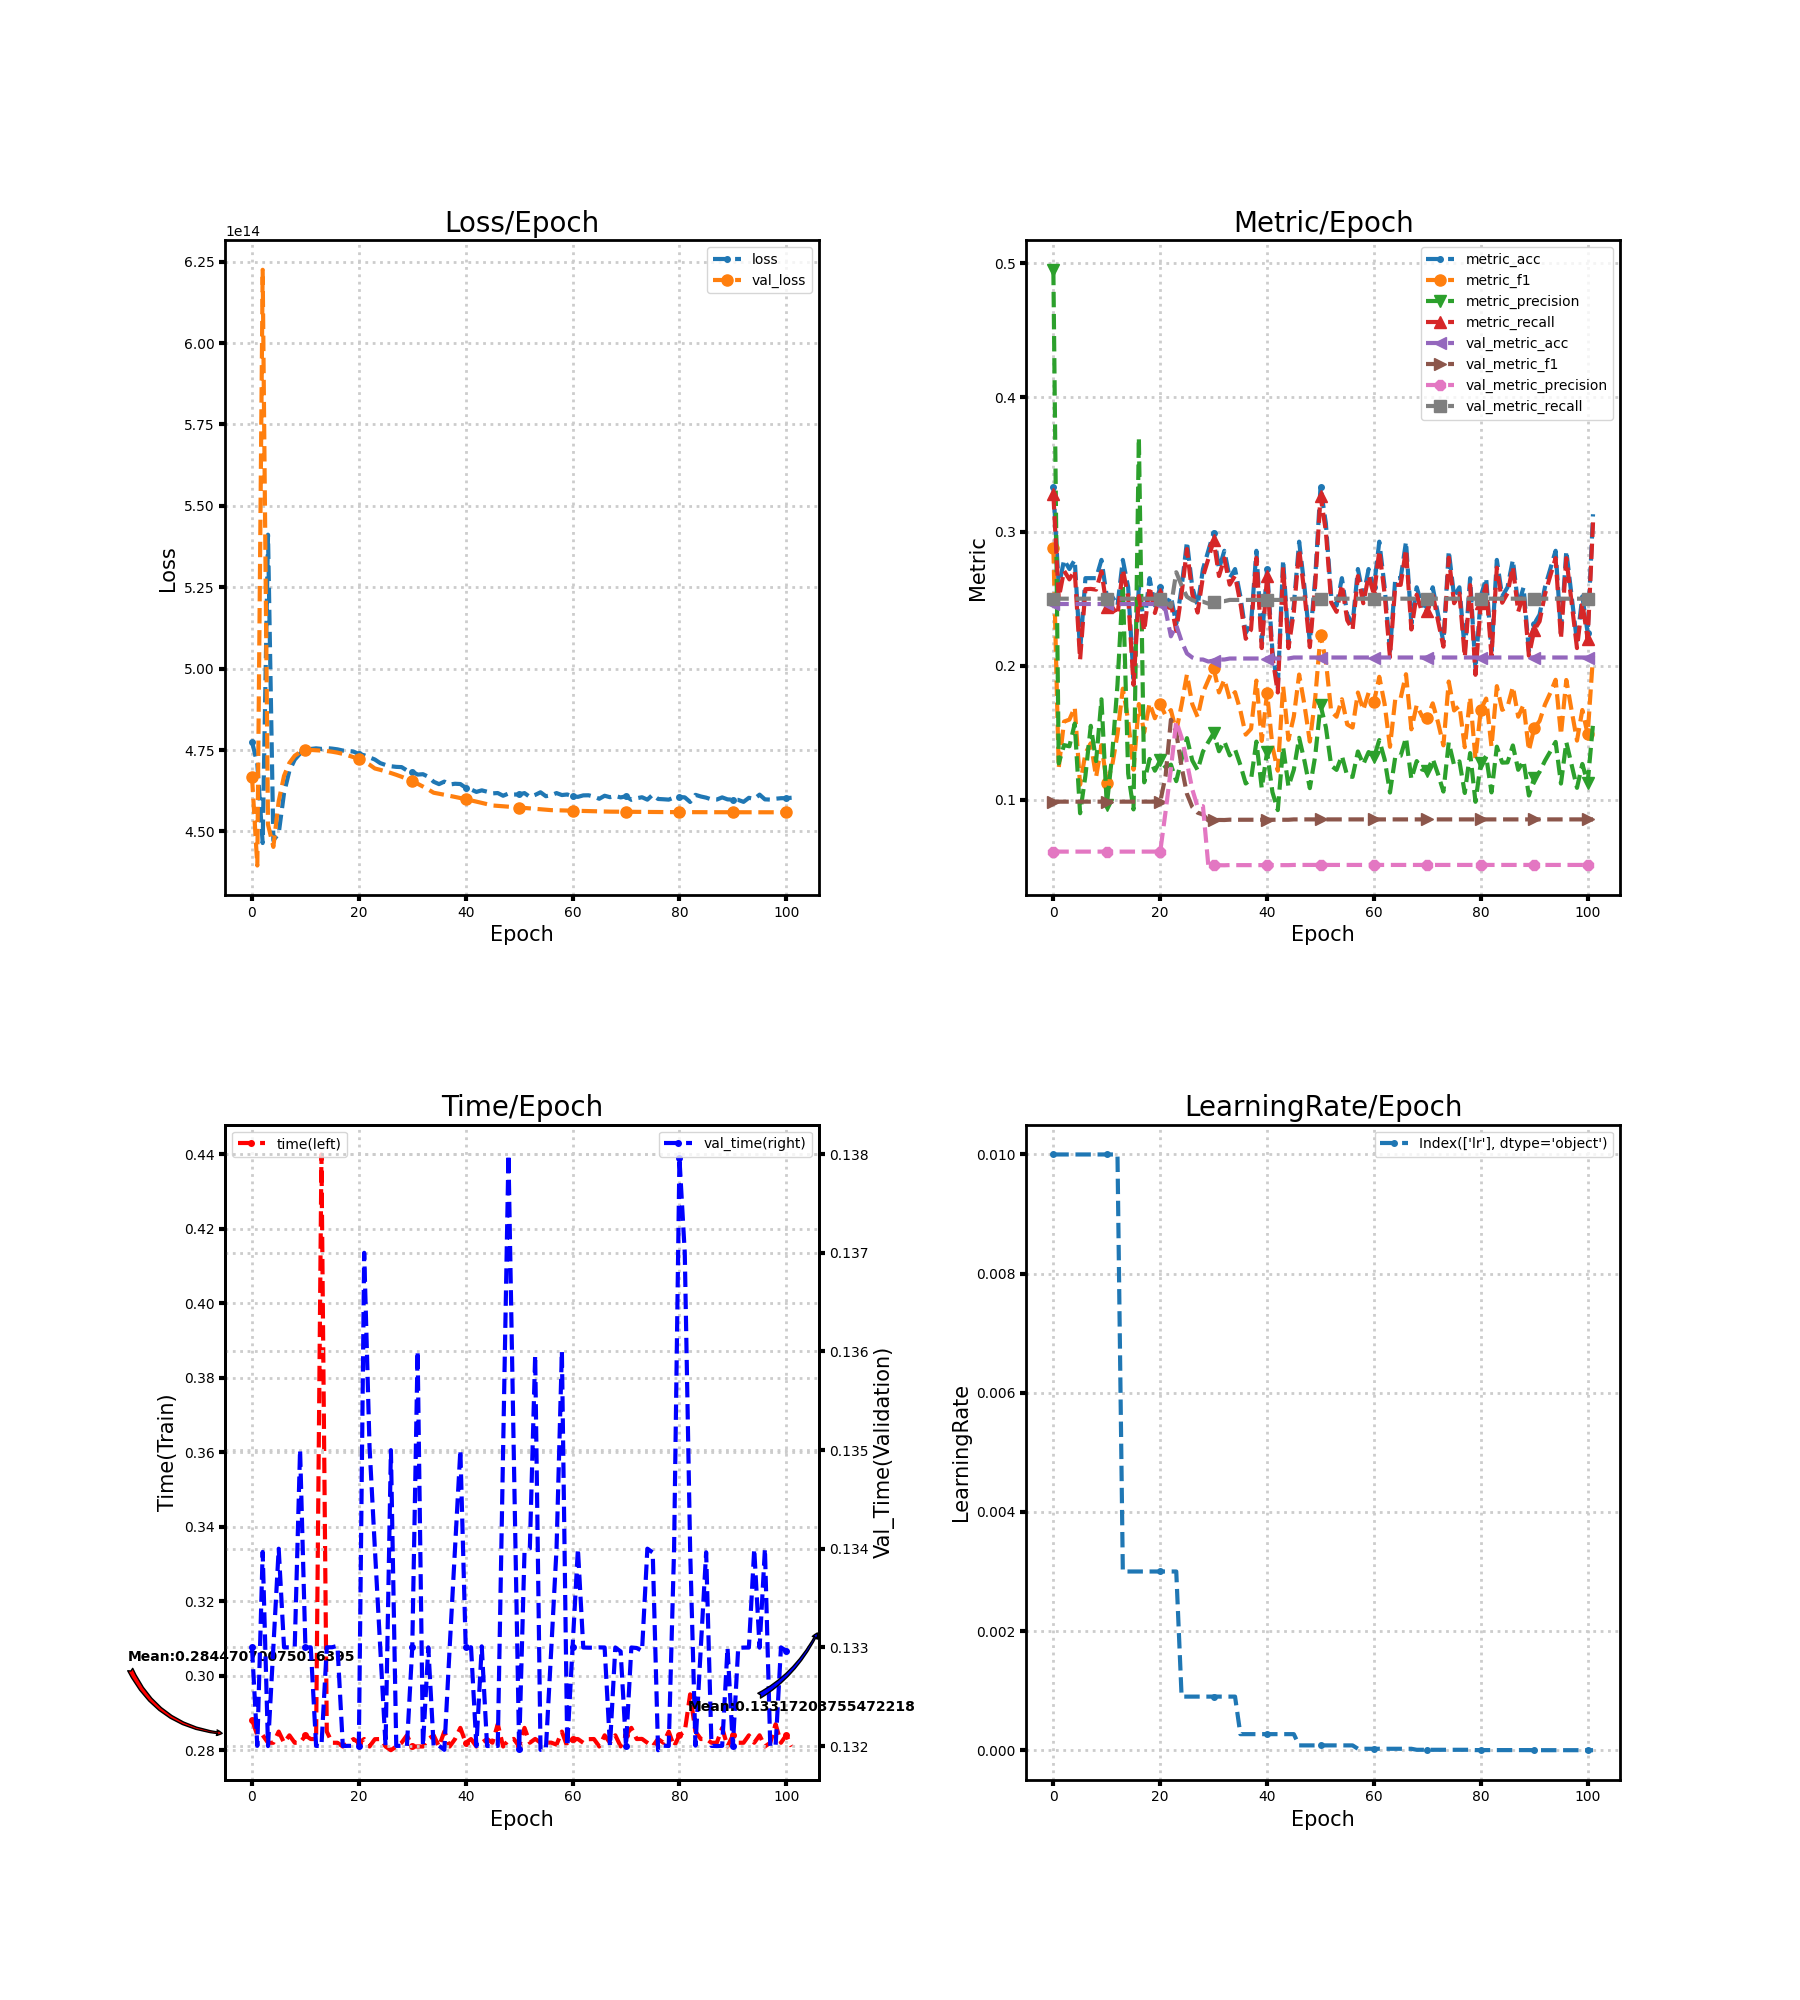 Loss/Epoch
1e14
6.25
6.00
5.75
5.50
5.25
5.00
4.75
4.50
Loss
loss
val_loss
0
20
40
60
80
100
Epoch
Metric/Epoch
0.5
0.4
0.3
0.2
0.1
Metric
metric_acc
metric_f1
metric_precision
metric_recall
val_metric_acc
val_metric_f1
val_metric_precision
val_metric_recall
0
20
40
60
80
100
Epoch
Time/Epoch
0.44
0.42
0.40
0.38
0.36
0.34
0.32
0.30
0.28
Time(Train)
time(left)
val_time(right)
Mean:0.28447070075016395
Mean:0.13317203755472218
0.138
0.137
0.136
0.135
0.134
0.133
0.132
Val_Time(Validation)
0
20
40
60
80
100
Epoch
LearningRate/Epoch
0.010
0.008
0.006
0.004
0.002
0.000
LearningRate
Index(['lr'], dtype='object')
0
20
40
60
80
100
Epoch